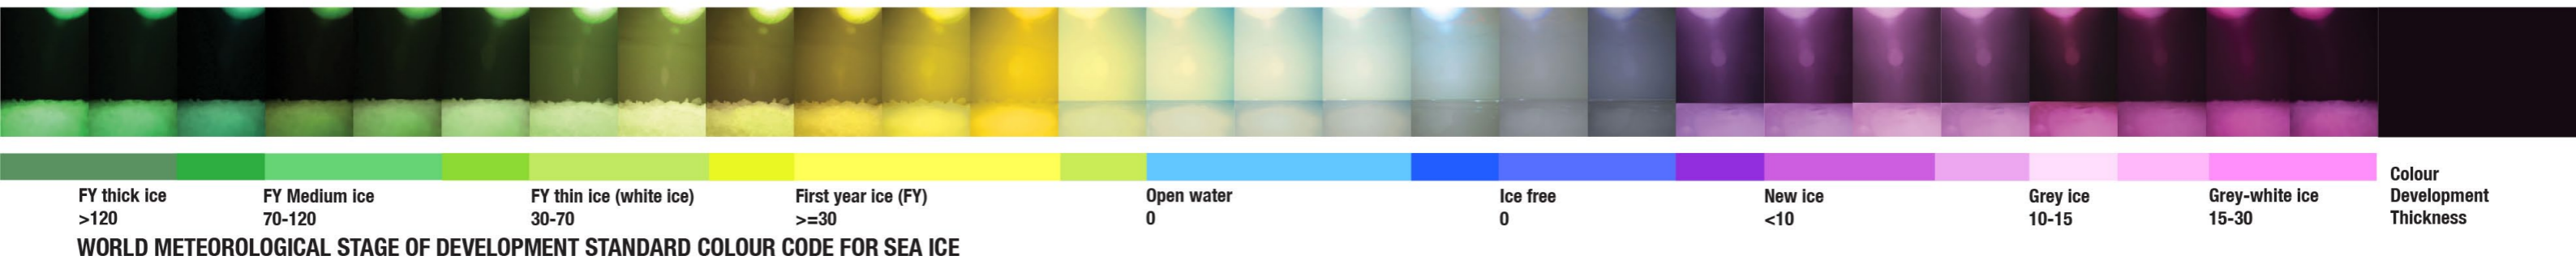 FY thick ice
>120
FY Medium ice
70-120
FY thin ice (white ice)
30-70
First year ice (FY)
>=30
Open water
0
Ice free
0
New ice
<10
Grey ice
10-15
Grey-white ice
15-30
Colour
Development
Thickness
WORLD METEOROLOGICAL STAGE OF DEVELOPMENT STANDARD COLOUR CODE FOR SEA ICE